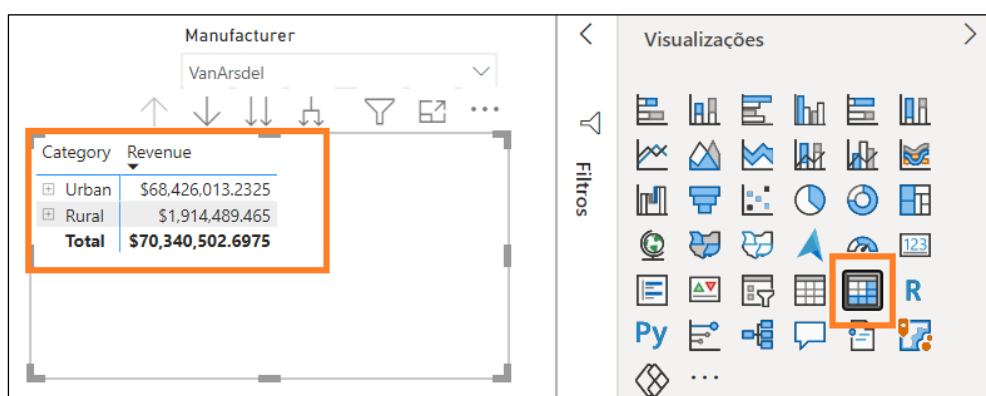 Manufacturer
VanArsdel
Category Revenue
Urban $68,426,013.2325
Rural $1,914,489.465
Total $70,340,502.6975
Filtros
Visualizações
123
R
Py